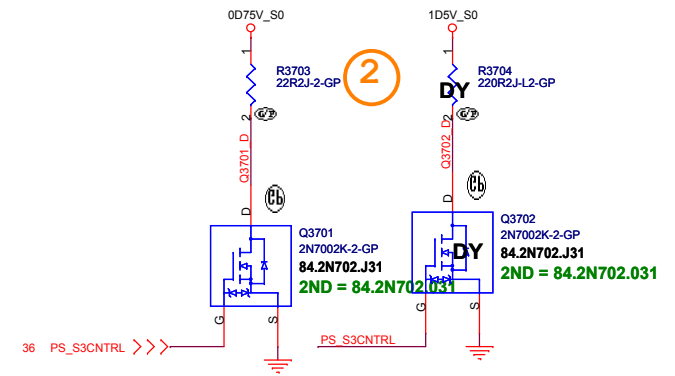 0D75V_S0
1D5V_S0
1
R3703
22R2J-2-GP
2
1
R3704
220R2J-L2-GP
DY
2
2
Q3701_D
Q3702_D
D
D
Q3701
2N7002K-2-GP
84.2N702.J31
2ND = 84.2N702.031
Q3702
2N7002K-2-GP
84.2N702.J31
2ND = 84.2N702.031
DY
G
S
G
S
36 PS_S3CNTRL
PS_S3CNTRL